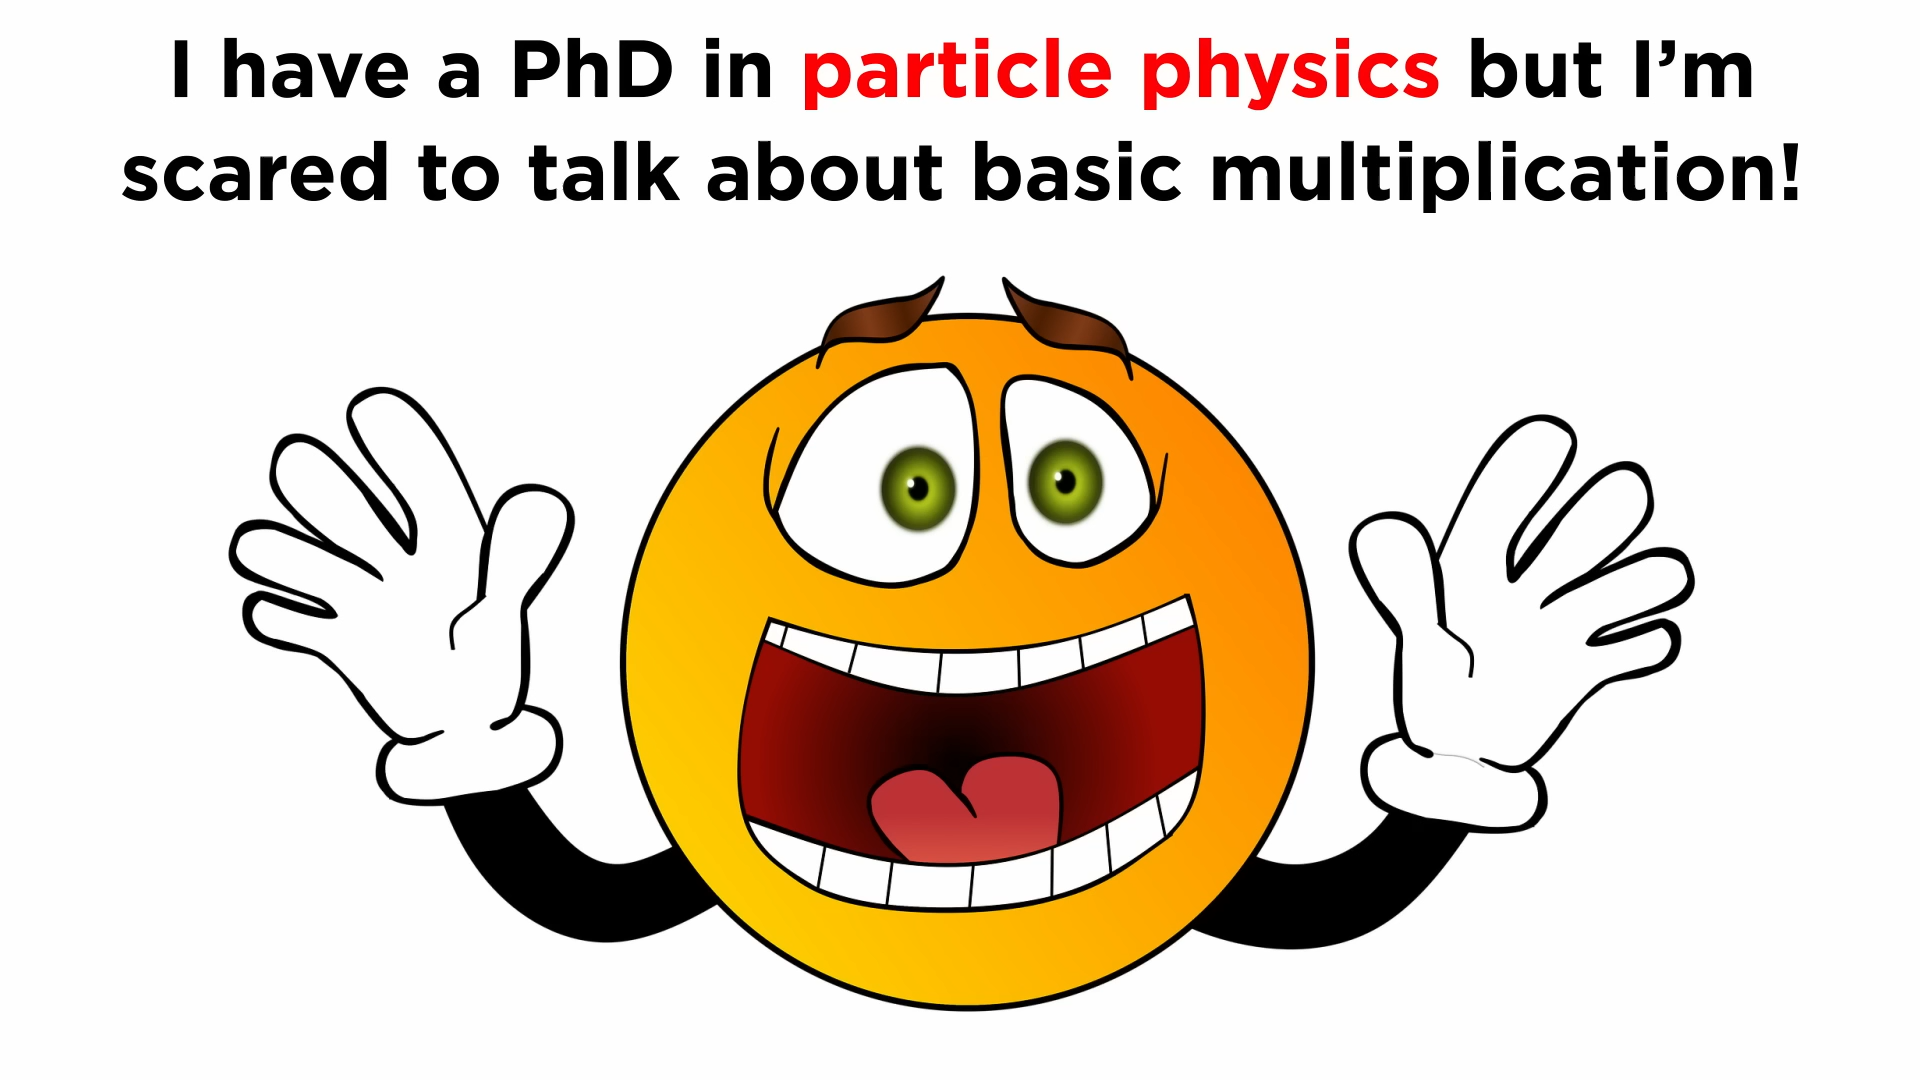 I have a PhD in particle physics but I’m
scared to talk about basic multiplication!